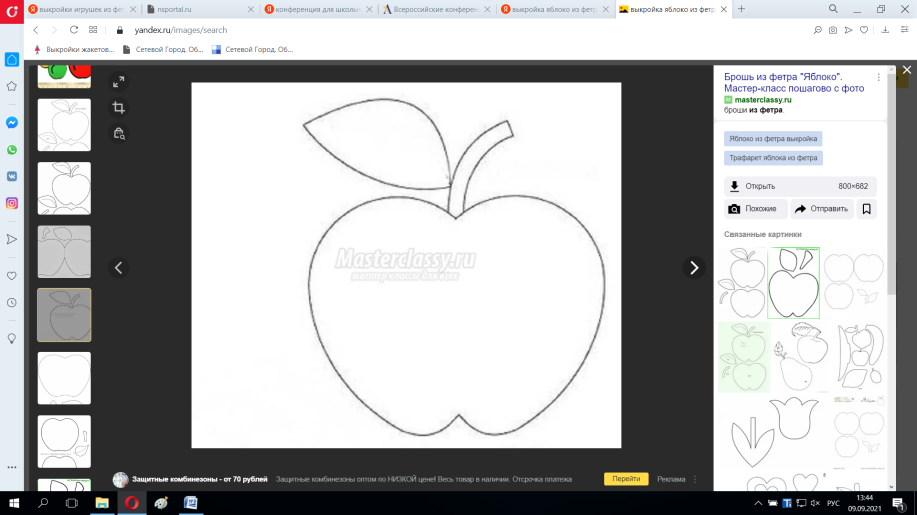 выкройки игрушек из фет
nsportal.ru
конференция для школьн
Всероссийские конферен
выкройка яблоко из фетра
выкройка яблоко из фетр
yandex.ru/images/search
Выкройки жакетов...
Сетевой Город. Об...
Сетевой Город. Об...
Masterclassy.ru
мастер классы для всех
Брошь из фетра "Яблоко".
Мастер-класс пошагово с фото
masterclassy.ru
броши из фетра.
Яблоко из фетра выкройка
Трафарет яблока из фетра
Открыть 800×682
Похожие
Отправить
Связанные картинки
Защитные комбинезоны - от 70 рублей
Защитные комбинезоны оптом по НИЗКОЙ цене! Весь товар в наличии. Отсрочка платежа
Перейти
Реклама
РУС
13:44
09.09.2021
1